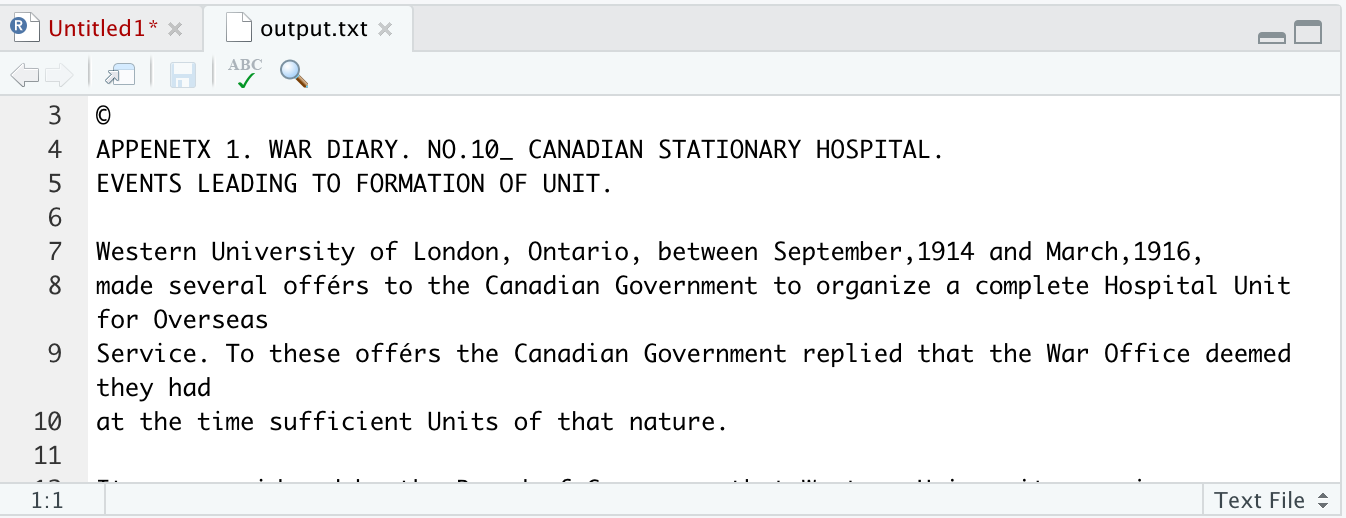 Untitled1* output.txt
ABC
3 ©
4 APPENETX 1. WAR DIARY. NO.10_ CANADIAN STATIONARY HOSPITAL.
5 EVENTS LEADING TO FORMATION OF UNIT.
6
7 Western University of London, Ontario, between September,1914 and March,1916,
8 made several offérs to the Canadian Government to organize a complete Hospital Unit
for Overseas
9 Service. To these offérs the Canadian Government replied that the War Office deemed
they had
10 at the time sufficient Units of that nature.
11
1:1 Text File